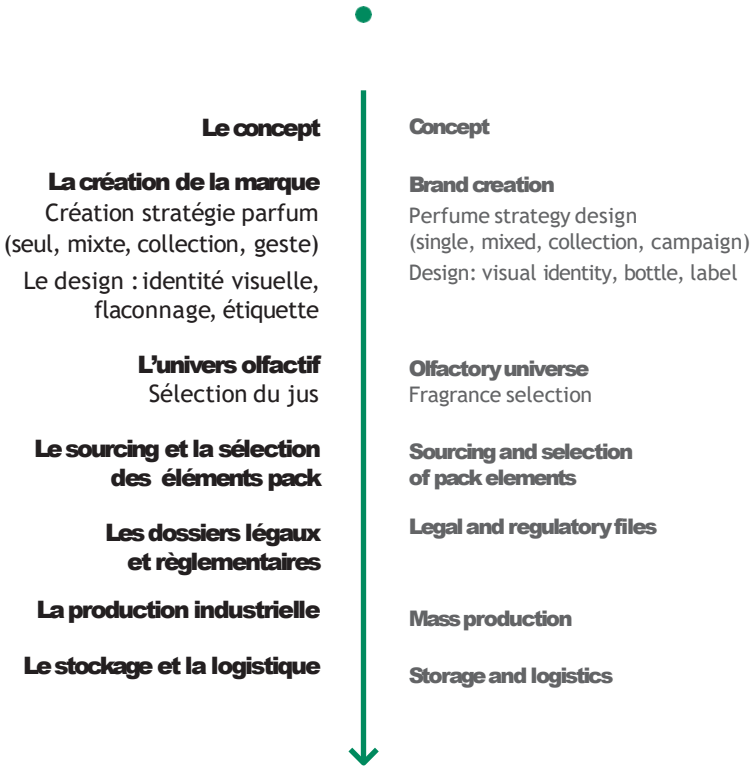 Le concept
La création de la marque
Création stratégie parfum
(seul, mixte, collection, geste)
Le design : identité visuelle,
flaconnage, étiquette
L’univers olfactif
Sélection du jus
Le sourcing et la sélection
des éléments pack
Les dossiers légaux
et règlementaires
La production industrielle
Le stockage et la logistique
Concept
Brand creation
Perfume strategy design
(single, mixed, collection, campaign)
Design: visual identity, bottle, label
Olfactory universe
Fragrance selection
Sourcing and selection
of pack elements
Legal and regulatory files
Mass production
Storage and logistics